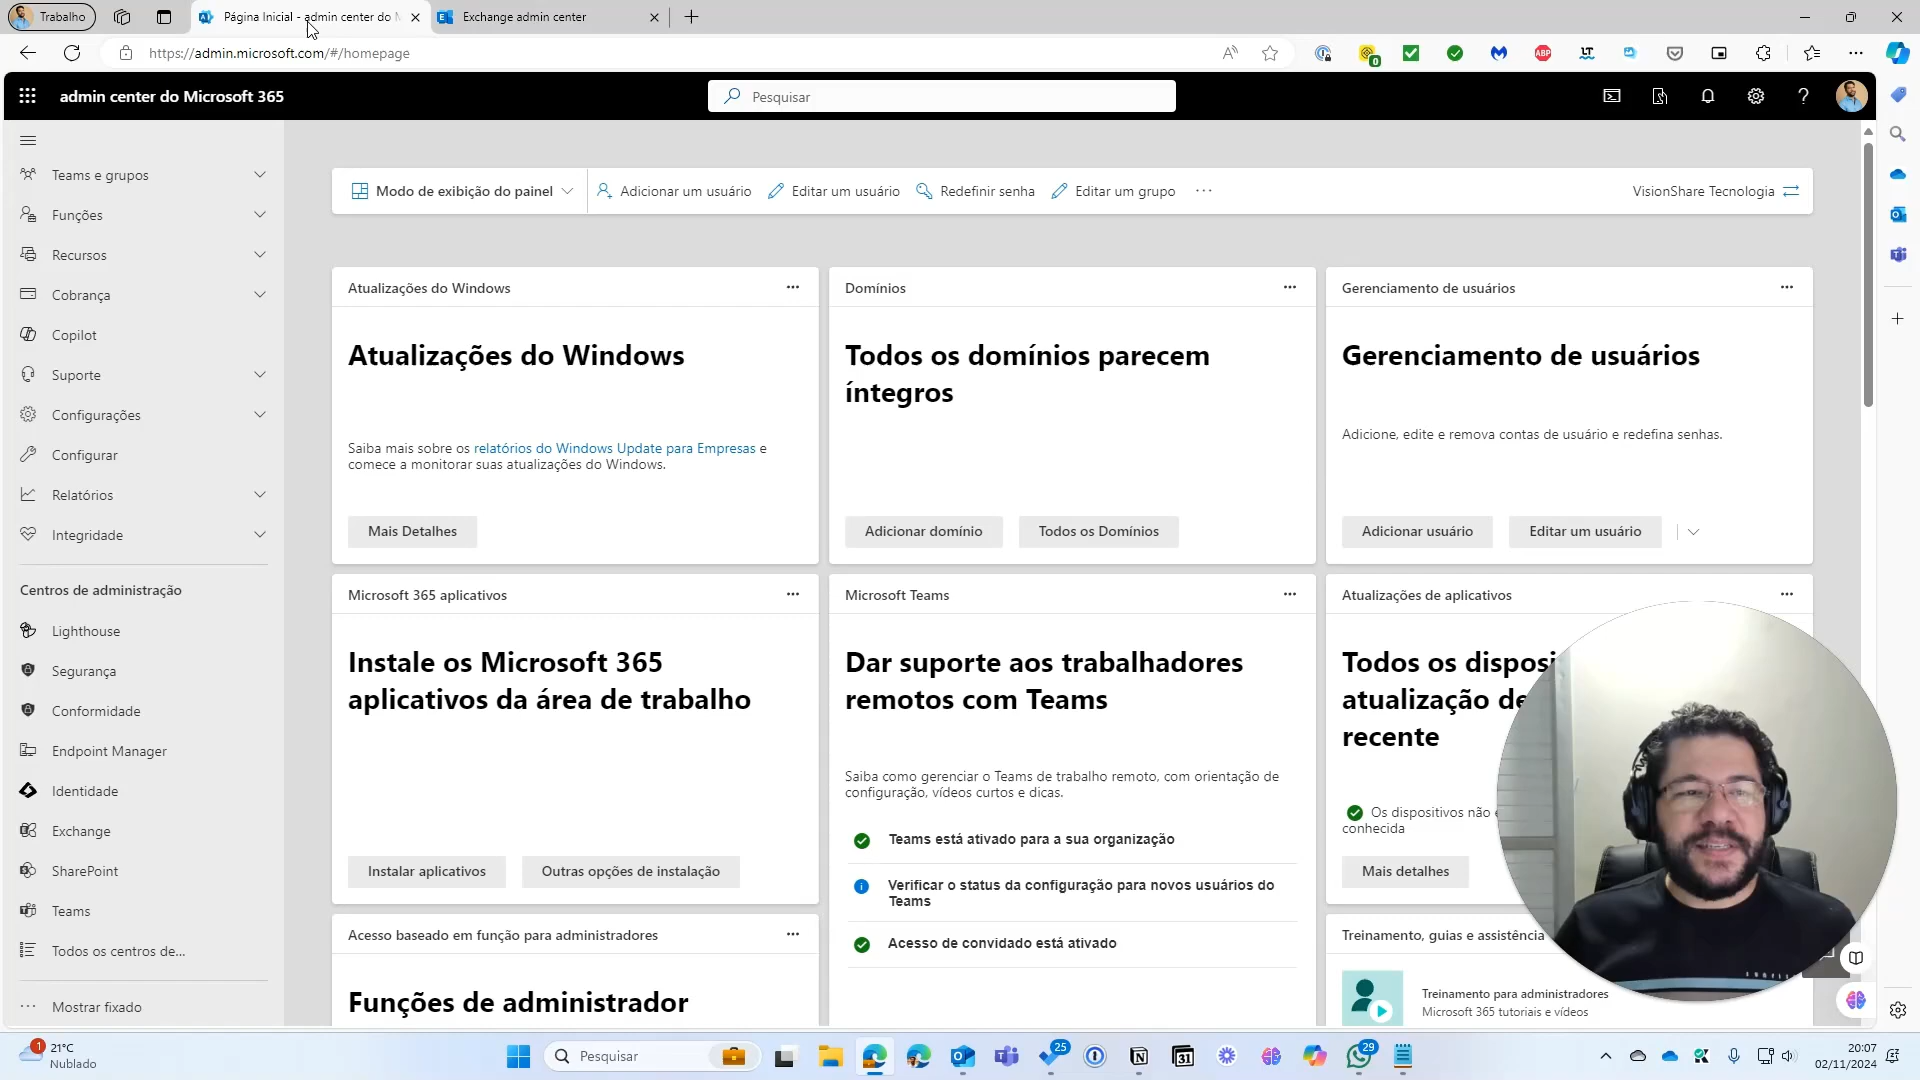 Trabalho
Página Inicial - admin center do M
Exchange admin center
https://admin.microsoft.com/#/homepage
admin center do Microsoft 365
Pesquisar
Teams e grupos
Funções
Recursos
Cobrança
Copilot
Suporte
Configurações
Configurar
Relatórios
Integridade
Centros de administração
Lighthouse
Segurança
Conformidade
Endpoint Manager
Identidade
Exchange
SharePoint
Teams
Todos os centros de...
Mostrar fixado
Modo de exibição do painel
Adicionar um usuário
Editar um usuário
Redefinir senha
Editar um grupo
VisionShare Tecnologia
Atualizações do Windows
Atualizações do Windows
Saiba mais sobre os relatórios do Windows Update para Empresas e
comece a monitorar suas atualizações do Windows.
Mais Detalhes
Domínios
Todos os domínios parecem
íntegros
Adicionar domínio
Todos os Domínios
Gerenciamento de usuários
Gerenciamento de usuários
Adicione, edite e remova contas de usuário e redefina senhas.
Adicionar usuário
Editar um usuário
Microsoft 365 aplicativos
Instale os Microsoft 365
aplicativos da área de trabalho
Instalar aplicativos
Outras opções de instalação
Microsoft Teams
Dar suporte aos trabalhadores
remotos com Teams
Saiba como gerenciar o Teams de trabalho remoto, com orientação de
configuração, vídeos curtos e dicas.
Teams está ativado para a sua organização
Verificar o status da configuração para novos usuários do
Teams
Acesso de convidado está ativado
Atualizações de aplicativos
Todos os disposi
atualização de
recente
Os dispositivos não
conhecida
Mais detalhes
Acesso baseado em função para administradores
Funções de administrador
Treinamento, guias e assistência
Treinamento para administradores
Microsoft 365 tutoriais e vídeos
1
21°C
Nublado
Pesquisar
25
31
29
20:07
02/11/2024
0
ABP
LT